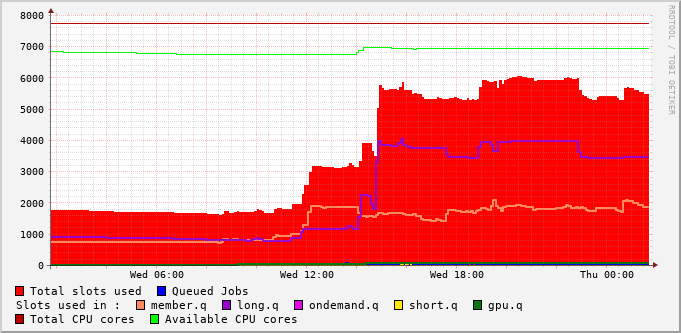 8000
7000
6000
5000
4000
3000
2000
1000
0
Wed 06:00 Wed 12:00 Wed 18:00 Thu 00:00
RRDTOOL / TOBI OETIKER
Total slots used Queued Jobs
Slots used in : member.q long.q ondemand.q short.q gpu.q
Total CPU cores Available CPU cores